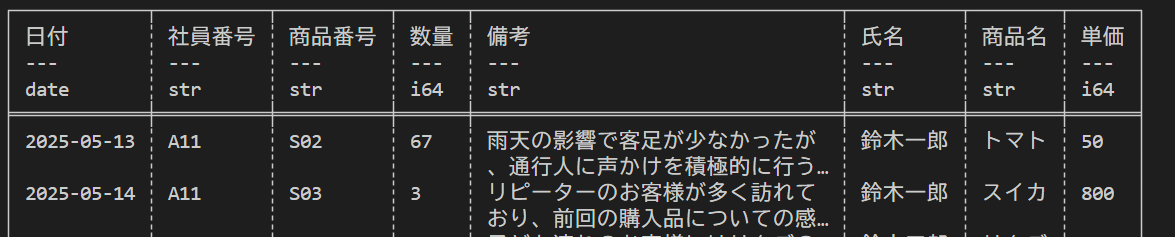 日付 社員番号 商品番号 数量 備考 氏名 商品名 単価
--- --- --- --- --- --- --- ---
date str str i64 str str str i64
2025-05-13 A11 S02 67 雨天の影響で客足が少なかったが 鈴木一郎 トマト 50
、通行人に声かけを積極的に行う…
2025-05-14 A11 S03 3 リピーターのお客様が多く訪れて 鈴木一郎 スイカ 800
おり、前回の購入品についての感…